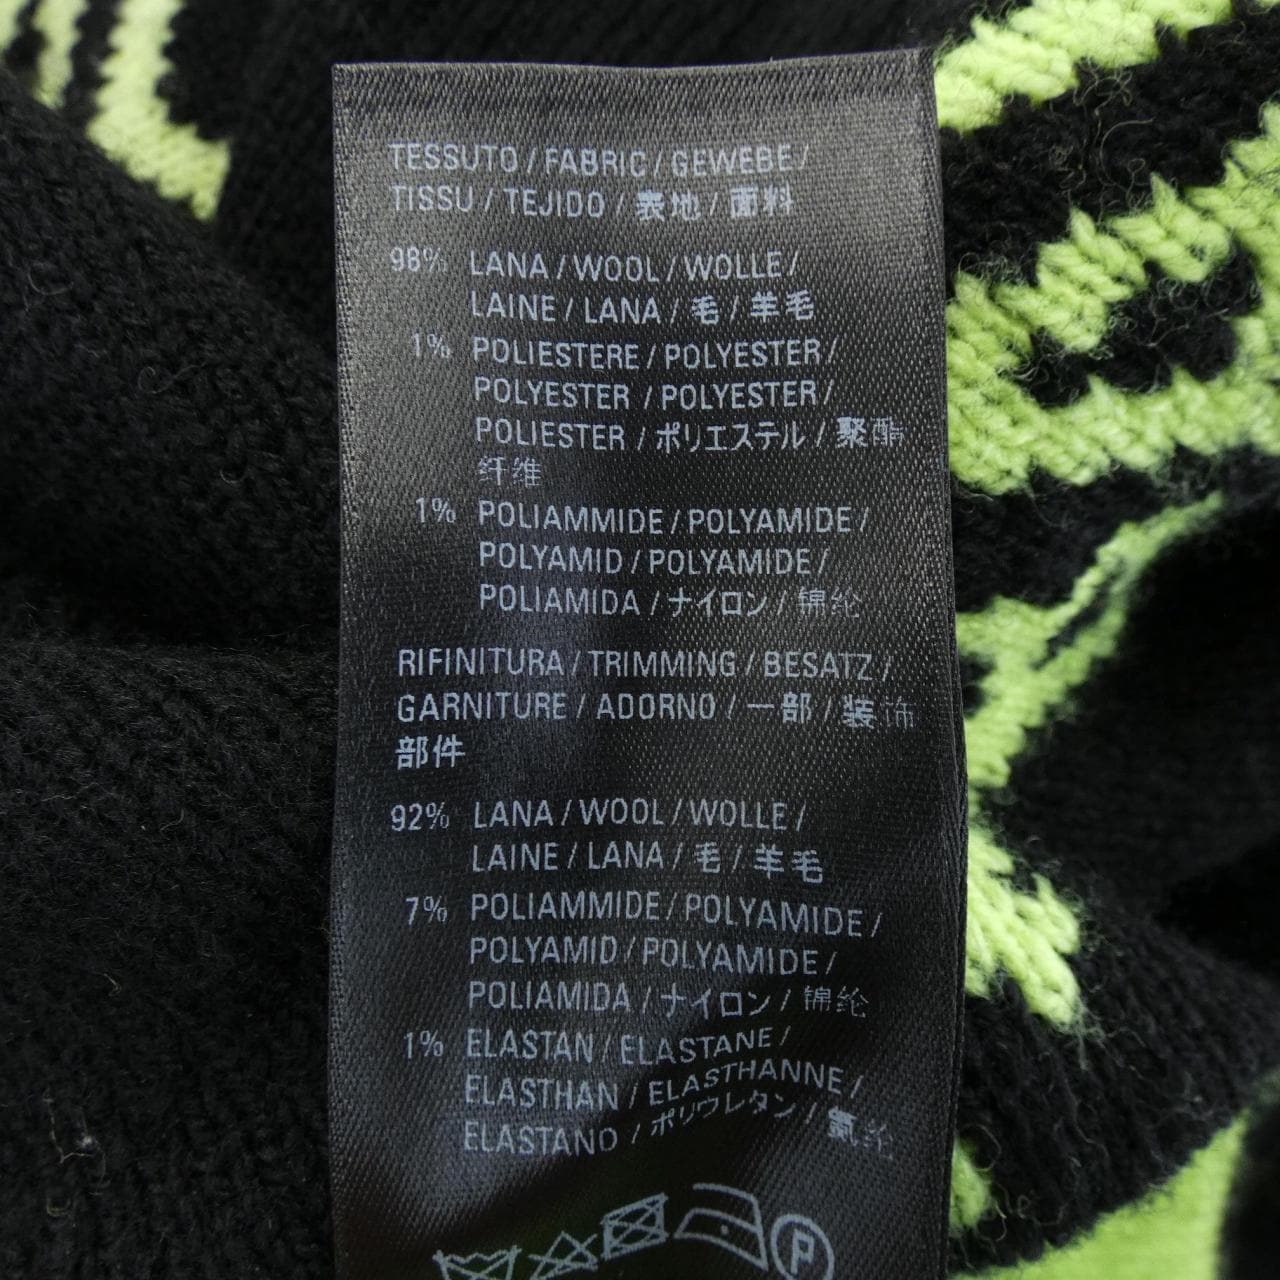 TESSUTO / FABRIC / GEWEBE /
TISSU / TEJIDO / 表地 / 面料
98% LANA / WOOL / WOLLE /
LAINE / LANA / 毛 / 羊毛
1% POLIESTERE / POLYESTER /
POLYESTER / POLYESTER /
POLIESTER / ポリエステル / 聚酯
纤维
1% POLIAMMIDE / POLYAMIDE /
POLYAMID / POLYAMIDE /
POLIAMIDA / ナイロン / 锦纶
RIFINITURA / TRIMMING / BESATZ /
GARNITURE / ADORNO / 一部 / 装饰
部件
92% LANA / WOOL / WOLLE /
LAINE / LANA / 毛 / 羊毛
7% POLIAMMIDE / POLYAMIDE /
POLYAMID / POLYAMIDE /
POLIAMIDA / ナイロン / 锦纶
1% ELASTAN / ELASTANE /
ELASTHAN / ELASTHANNE /
ELASTANO / ポリウレタン / 氨纶
P